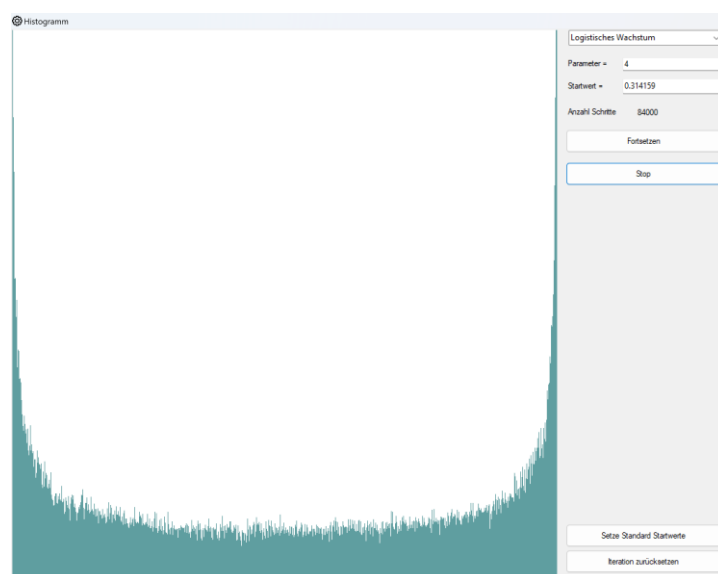 Histogramm
Logistisches Wachstum
Parameter = 4
Startwert = 0.314159
Anzahl Schritte 84000
Fortsetzen
Stop
Setze Standard Startwerte
Iteration zurücksetzen